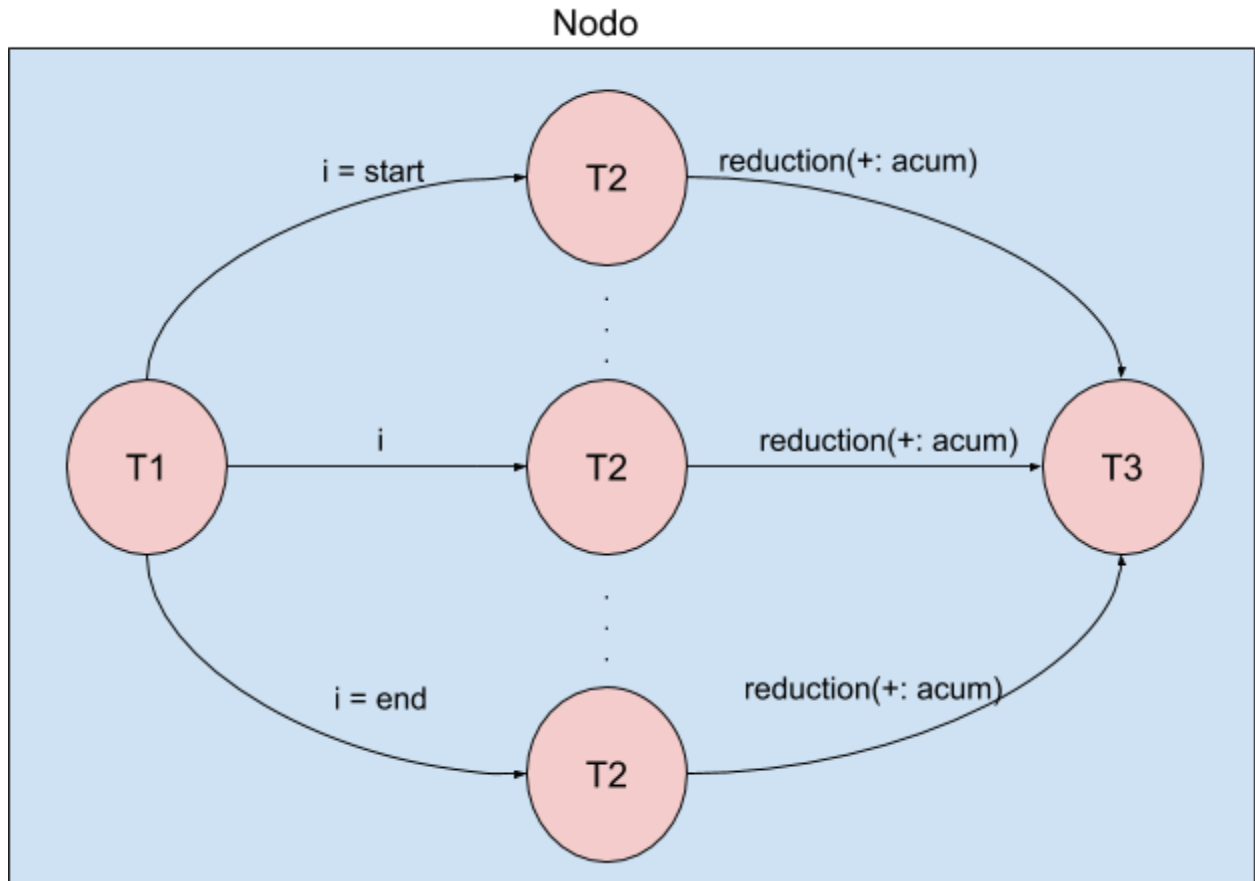 Nodo
i = start
T2
reduction(+: acum)
.
.
.
T1
i
T2
reduction(+: acum)
T3
.
.
.
i = end
T2
reduction(+: acum)